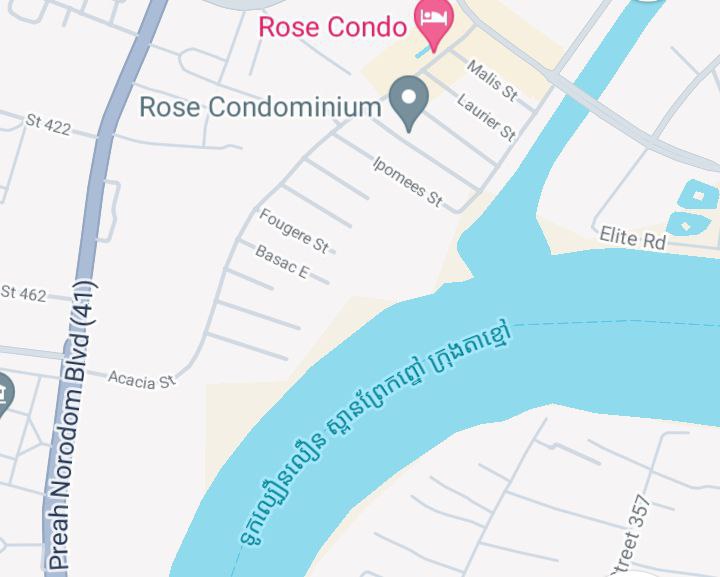 Rose Condo
Malis St
Rose Condominium
Laurier St
St 422
Ipomees St
Fougere St
Elite Rd
Basac E
St 462
Preah Norodom Blvd (41)
ទូកល្បឿនលឿន ស្ពានព្រែកព្នៅ ក្រុងតាខ្មៅ
Acacia St
Street 357